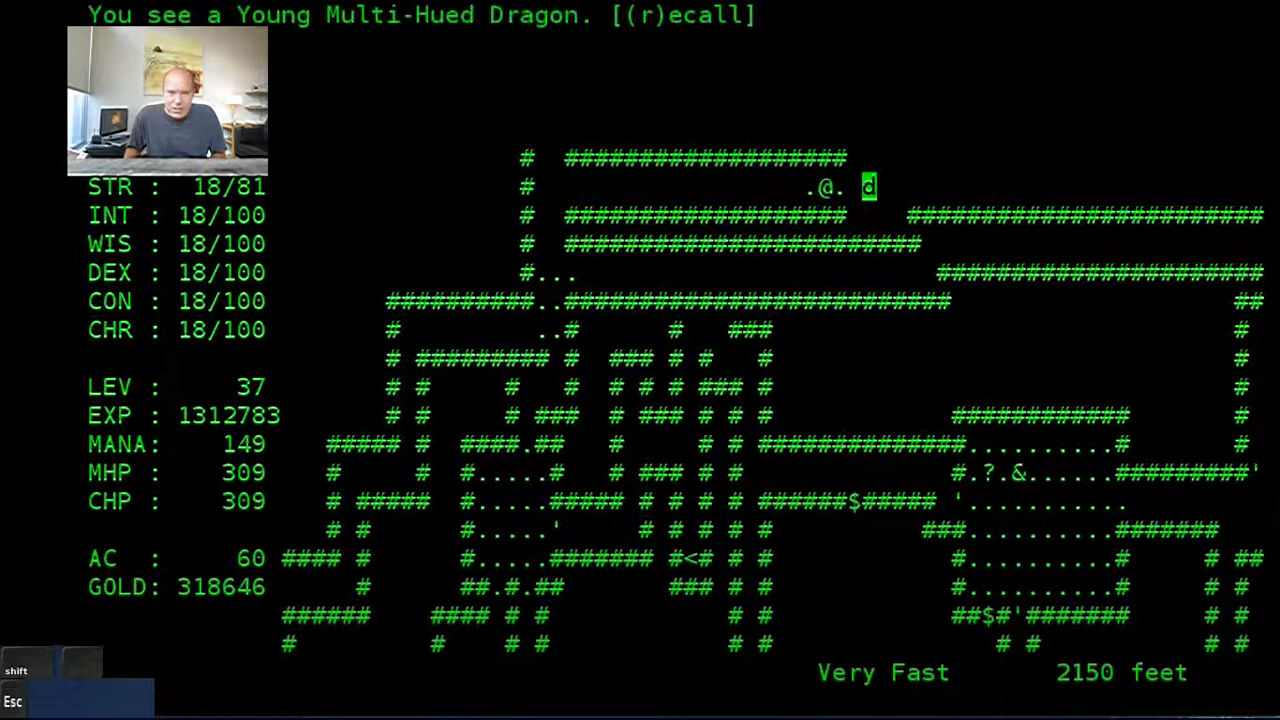 You see a Young Multi-Hued Dragon. [(r)ecall]
# ###################
# .@. d
# ################### ########################
# ########################
#... ######################
##########..########################## ##
# ..# # ### #
# ######### # ### # # # #
# # # # # # # ### # #
# # # ### # ### # # # ############ #
##### # ####.## # # # ##############..........# #
# # #.....# # ### # # #.?.&......#########'
# ##### #.....##### # # # # ######$##### '...........
# # #.....' # # # # # ###..........#######
#### # #.....####### #<# # # #..........# # ##
# ##.#.## ### # # #..........# # #
###### #### # # # # ##$#'####### # #
# # # # # # # # # #
STR : 18/81
INT : 18/100
WIS : 18/100
DEX : 18/100
CON : 18/100
CHR : 18/100
LEV : 37
EXP : 1312783
MANA: 149
MHP : 309
CHP : 309
AC : 60
GOLD: 318646
Very Fast 2150 feet
shift
Esc